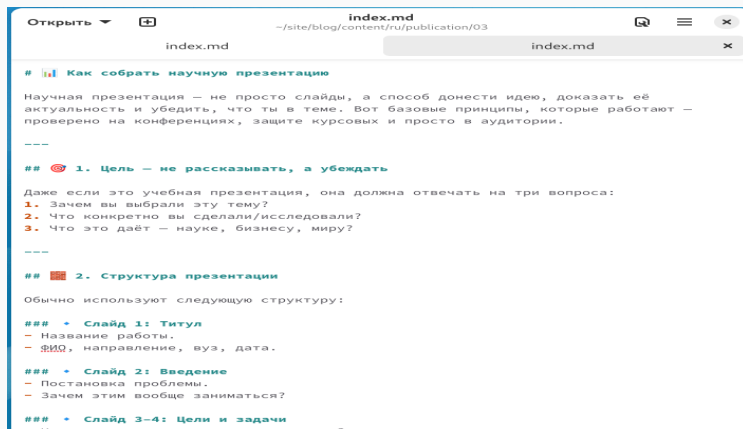 Открыть
index.md
~/site/blog/content/ru/publication/03
index.md
index.md
# 📊 Как собрать научную презентацию
Научная презентация — не просто слайды, а способ донести идею, доказать её
актуальность и убедить, что ты в теме. Вот базовые принципы, которые работают —
проверено на конференциях, защите курсовых и просто в аудитории.
---
## 🎯 1. Цель — не рассказывать, а убеждать
Даже если это учебная презентация, она должна отвечать на три вопроса:
1. Зачем вы выбрали эту тему?
2. Что конкретно вы сделали/исследовали?
3. Что это даёт — науке, бизнесу, миру?
---
## 🧱 2. Структура презентации
Обычно используют следующую структуру:
### 🔹 Слайд 1: Титул
- Название работы.
- ФИО, направление, вуз, дата.
### 🔹 Слайд 2: Введение
- Постановка проблемы.
- Зачем этим вообще заниматься?
### 🔹 Слайд 3-4: Цели и задачи